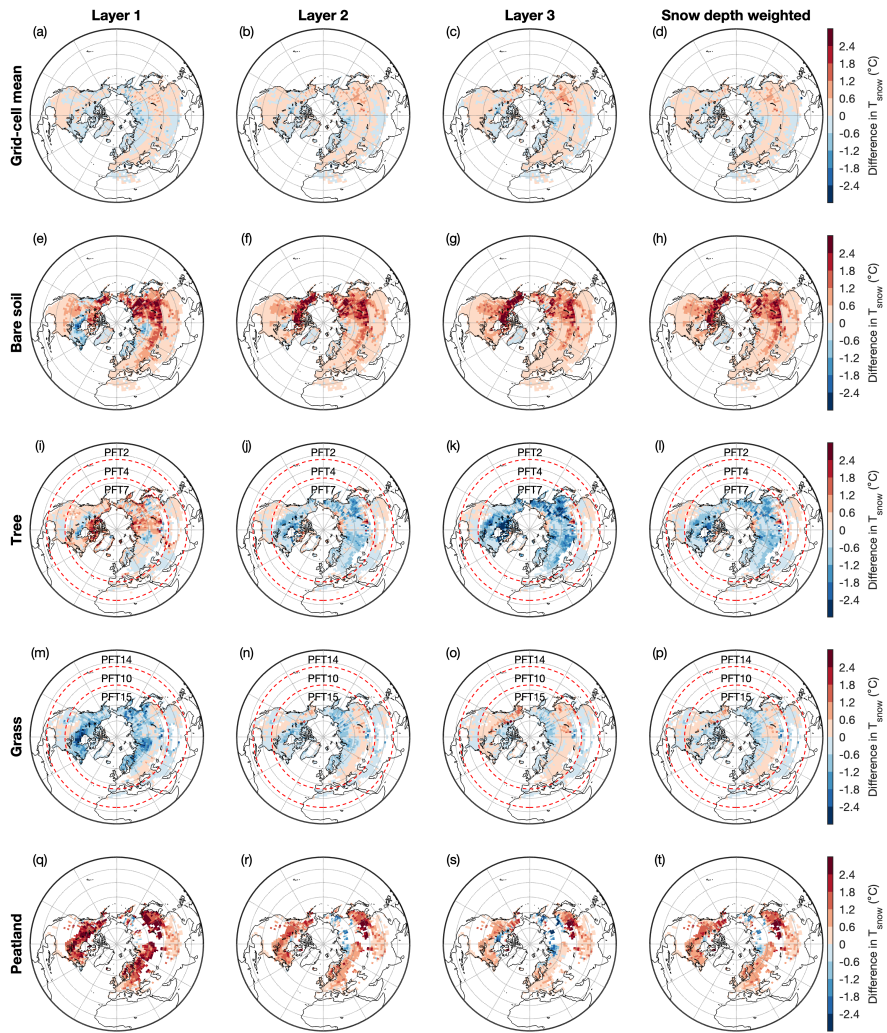 Layer 1 Layer 2 Layer 3 Snow depth weighted
Grid-cell mean
(a) (b) (c) (d)
2.4
1.8
1.2
0.6
0
-0.6
-1.2
-1.8
-2.4
Difference in Tsnow (°C)
Bare soil
(e) (f) (g) (h)
2.4
1.8
1.2
0.6
0
-0.6
-1.2
-1.8
-2.4
Difference in Tsnow (°C)
Tree
(i) (j) (k) (l)
PFT2 PFT2 PFT2 PFT2
PFT4 PFT4 PFT4 PFT4
PFT7 PFT7 PFT7 PFT7
2.4
1.8
1.2
0.6
0
-0.6
-1.2
-1.8
-2.4
Difference in Tsnow (°C)
Grass
(m) (n) (o) (p)
PFT14 PFT14 PFT14 PFT14
PFT10 PFT10 PFT10 PFT10
PFT15 PFT15 PFT15 PFT15
2.4
1.8
1.2
0.6
0
-0.6
-1.2
-1.8
-2.4
Difference in Tsnow (°C)
Peatland
(q) (r) (s) (t)
2.4
1.8
1.2
0.6
0
-0.6
-1.2
-1.8
-2.4
Difference in Tsnow (°C)